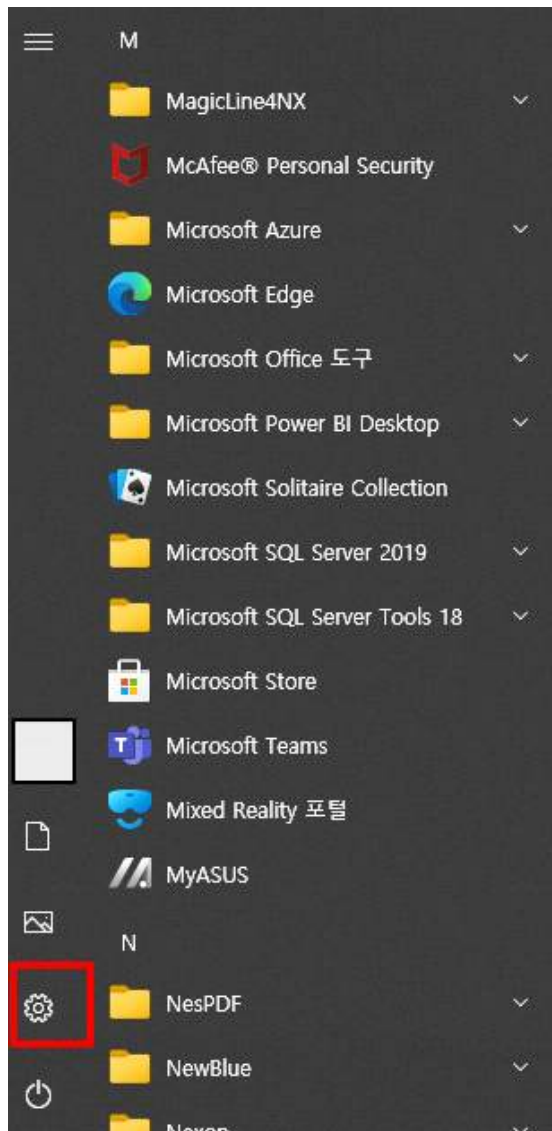 M
MagicLine4NX
McAfee® Personal Security
Microsoft Azure
Microsoft Edge
Microsoft Office 도구
Microsoft Power BI Desktop
Microsoft Solitaire Collection
Microsoft SQL Server 2019
Microsoft SQL Server Tools 18
Microsoft Store
Microsoft Teams
Mixed Reality 포털
MyASUS
N
NesPDF
NewBlue